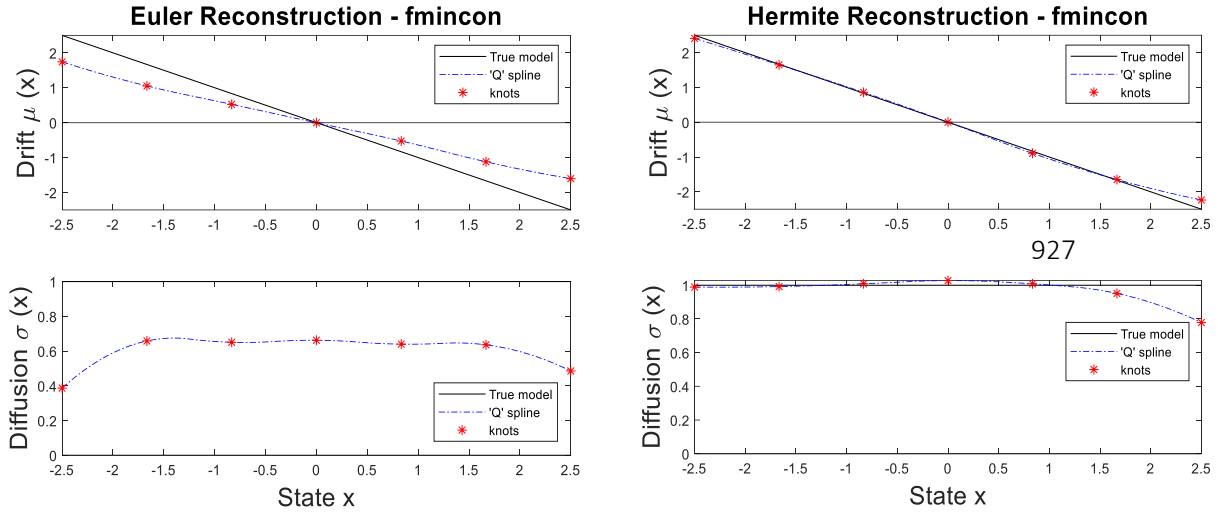 Euler Reconstruction - fmincon
Drift μ (x)
2
1
0
-1
-2
-2.5 -2 -1.5 -1 -0.5 0 0.5 1 1.5 2 2.5
True model
'Q' spline
knots
Hermite Reconstruction - fmincon
Drift μ (x)
2
1
0
-1
-2
-2.5 -2 -1.5 -1 -0.5 0 0.5 1 1.5 2 2.5
True model
'Q' spline
knots
927
Diffusion σ (x)
1
0.8
0.6
0.4
0.2
0
-2.5 -2 -1.5 -1 -0.5 0 0.5 1 1.5 2 2.5
State x
True model
'Q' spline
knots
Diffusion σ (x)
1
0.8
0.6
0.4
0.2
0
-2.5 -2 -1.5 -1 -0.5 0 0.5 1 1.5 2 2.5
State x
True model
'Q' spline
knots